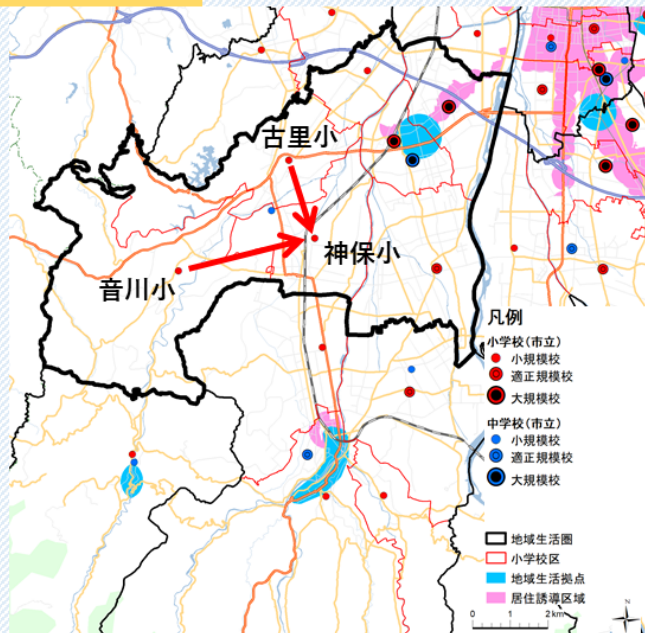 古里小
神保小
音川小
凡例
小学校(市立)
小規模校
適正規模校
大規模校
中学校(市立)
小規模校
適正規模校
大規模校
地域生活圏
小学校区
地域生活拠点
居住誘導区域
0 1 2 km
N